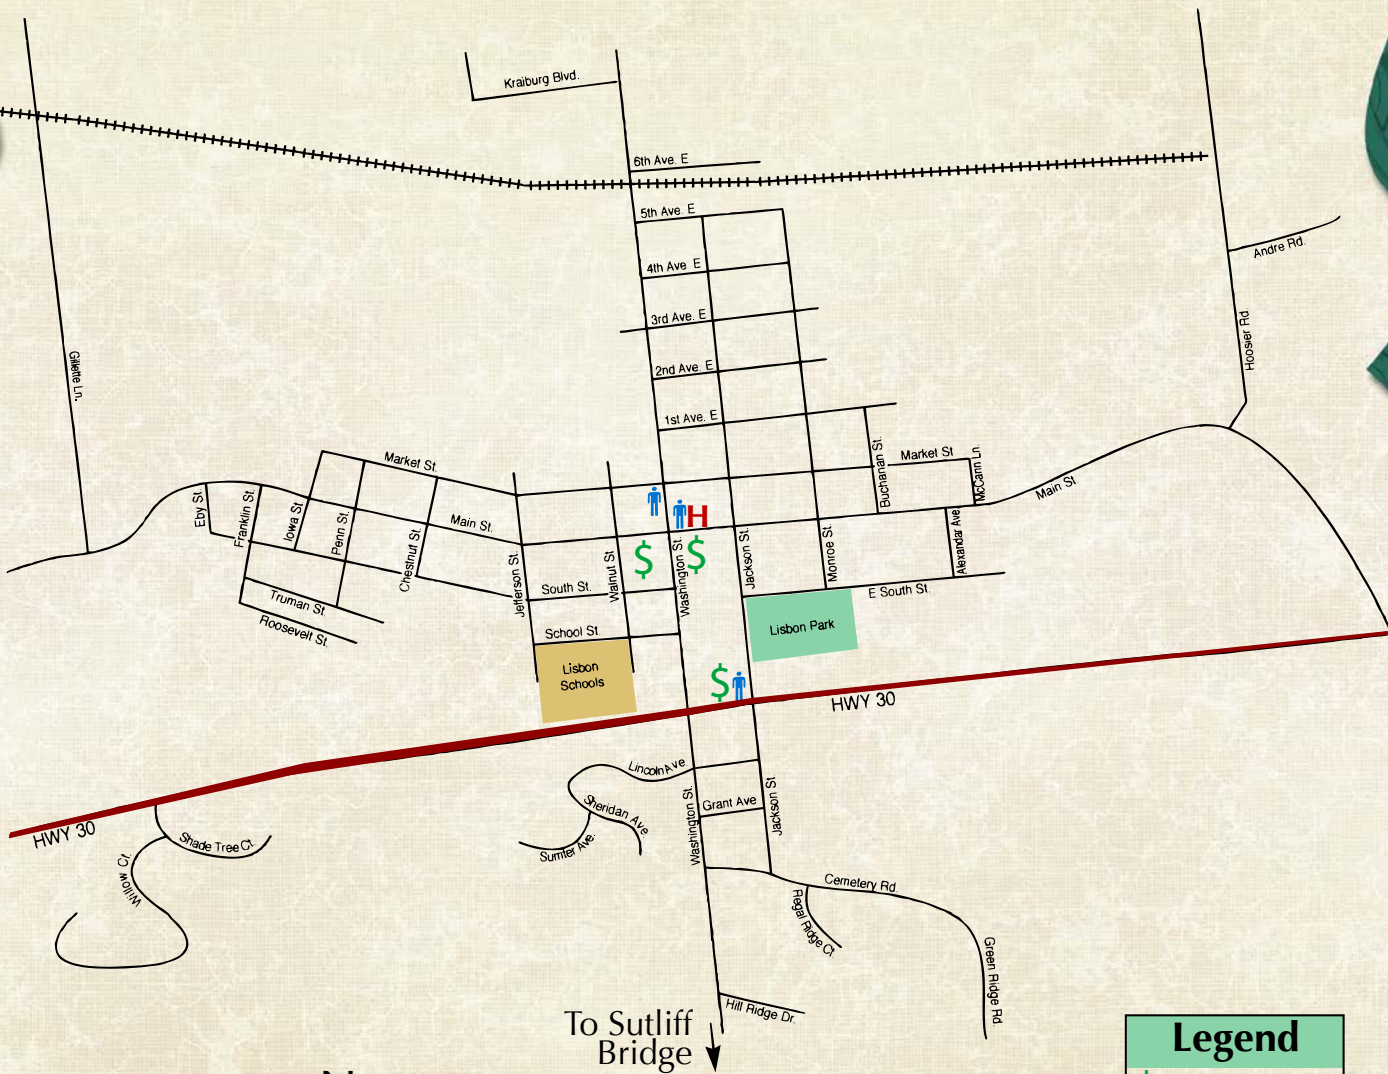 Kraiburg Blvd.
6th Ave. E
5th Ave. E
4th Ave E
3rd Ave. E
2nd Ave. E
1st Ave. E
Andre Rd.
Hoosier Rd
Gillette Ln.
Market St.
Market St
Buchanan St.
McCann Ln.
Main St
Main St.
Eby St.
Franklin St.
Iowa St
Penn St.
Chestnut St
Jefferson St.
Walnut St
Washington St.
Jackson St.
Monroe St
Alexandar Ave
H
$
$
South St.
E South St
Truman St
Roosevelt St.
School St
Lisbon Park
Lisbon
Schools
$
HWY 30
HWY 30
Lincoln Ave
Sheridan Ave
Sumter Ave.
Washington St.
Grant Ave
Jackson St.
Shade Tree Ct.
Willow Ct
Cemetery Rd.
Regal Ridge Ct.
Green Ridge Rd.
Hill Ridge Dr.
To Sutliff
Bridge
Legend